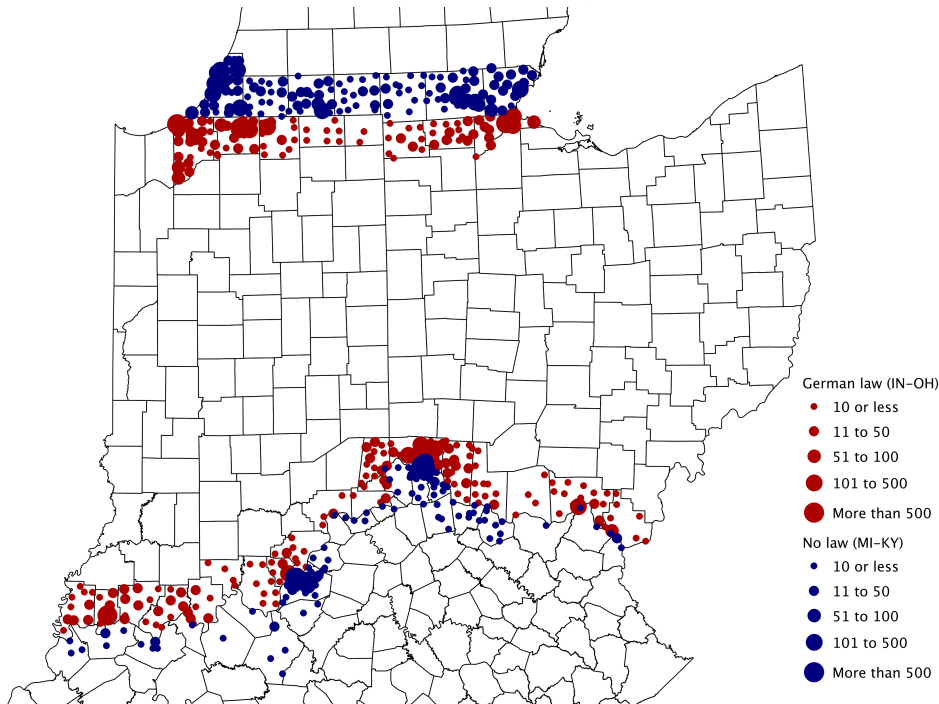 German law (IN-OH)
10 or less
11 to 50
51 to 100
101 to 500
More than 500
No law (MI-KY)
10 or less
11 to 50
51 to 100
101 to 500
More than 500